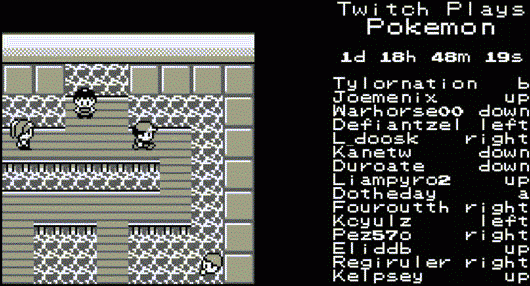 Twitch Plays
Pokemon
1d 18h 48m 19s
Tylornation b
Joemenix up
Warhorse00 down
Defiantzel left
L_doosk right
Kanetw down
Duroate down
Liampyro2 up
Dotheday a
Fouroutth right
Kcyulz left
Pez570 right
Eliddb up
Regiruler right
Kelpsey up